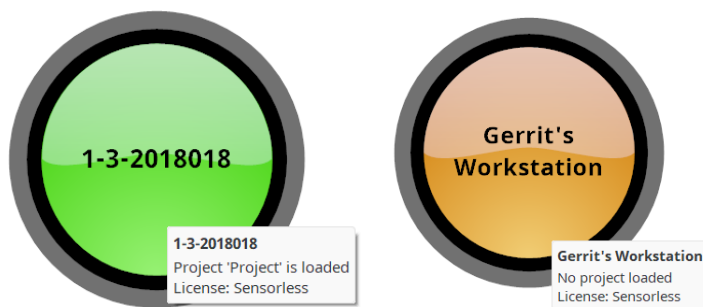 1-3-2018018
1-3-2018018
Project 'Project' is loaded
License: Sensorless
Gerrit's
Workstation
Gerrit's Workstation
No project loaded
License: Sensorless